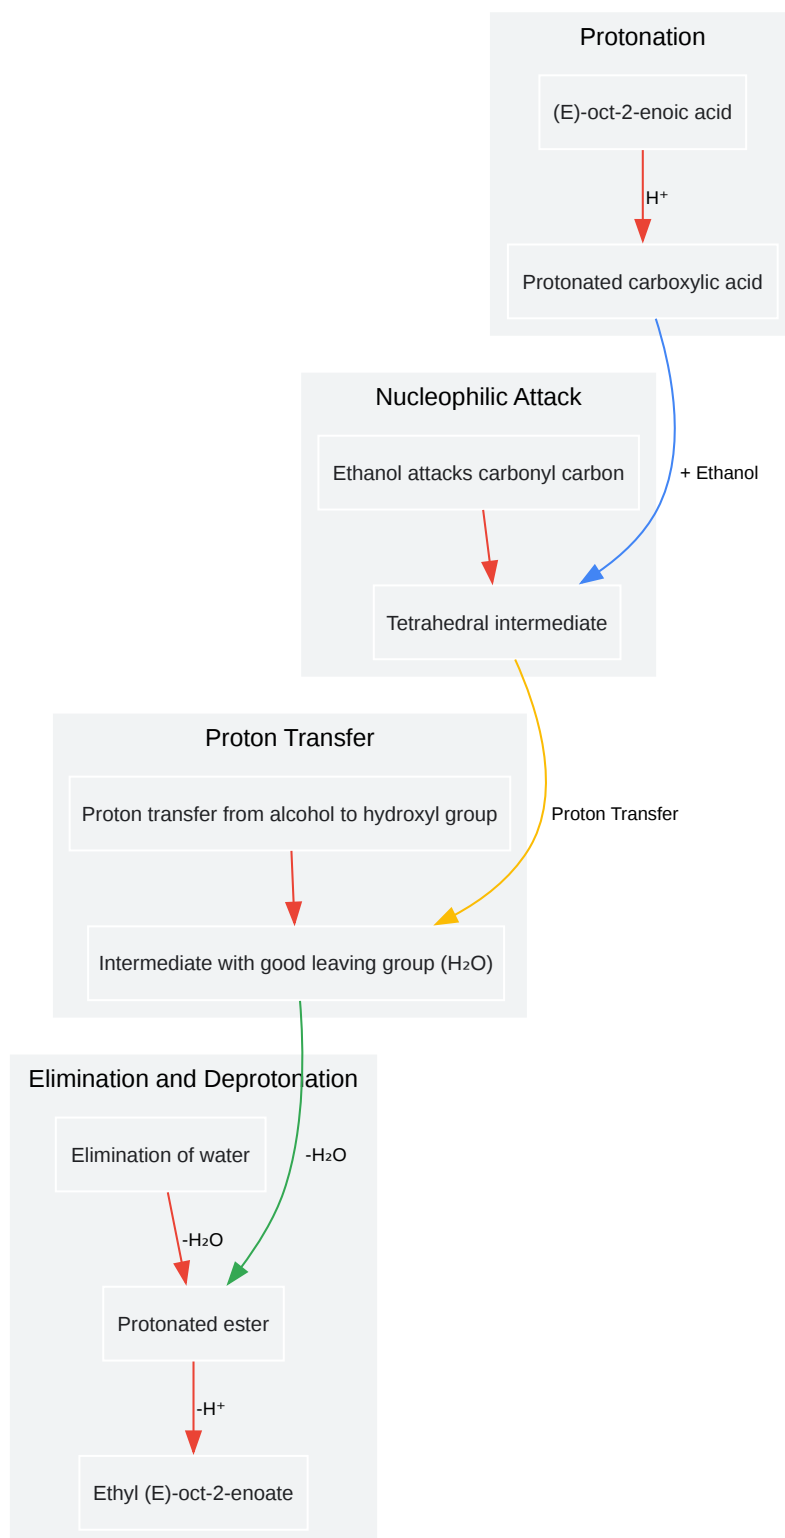 Protonation
(E)-oct-2-enoic acid
H⁺
Protonated carboxylic acid
Nucleophilic Attack
Ethanol attacks carbonyl carbon
+ Ethanol
Tetrahedral intermediate
Proton Transfer
Proton transfer from alcohol to hydroxyl group
Proton Transfer
Intermediate with good leaving group (H₂O)
Elimination and Deprotonation
Elimination of water
-H₂O
-H₂O
Protonated ester
-H⁺
Ethyl (E)-oct-2-enoate